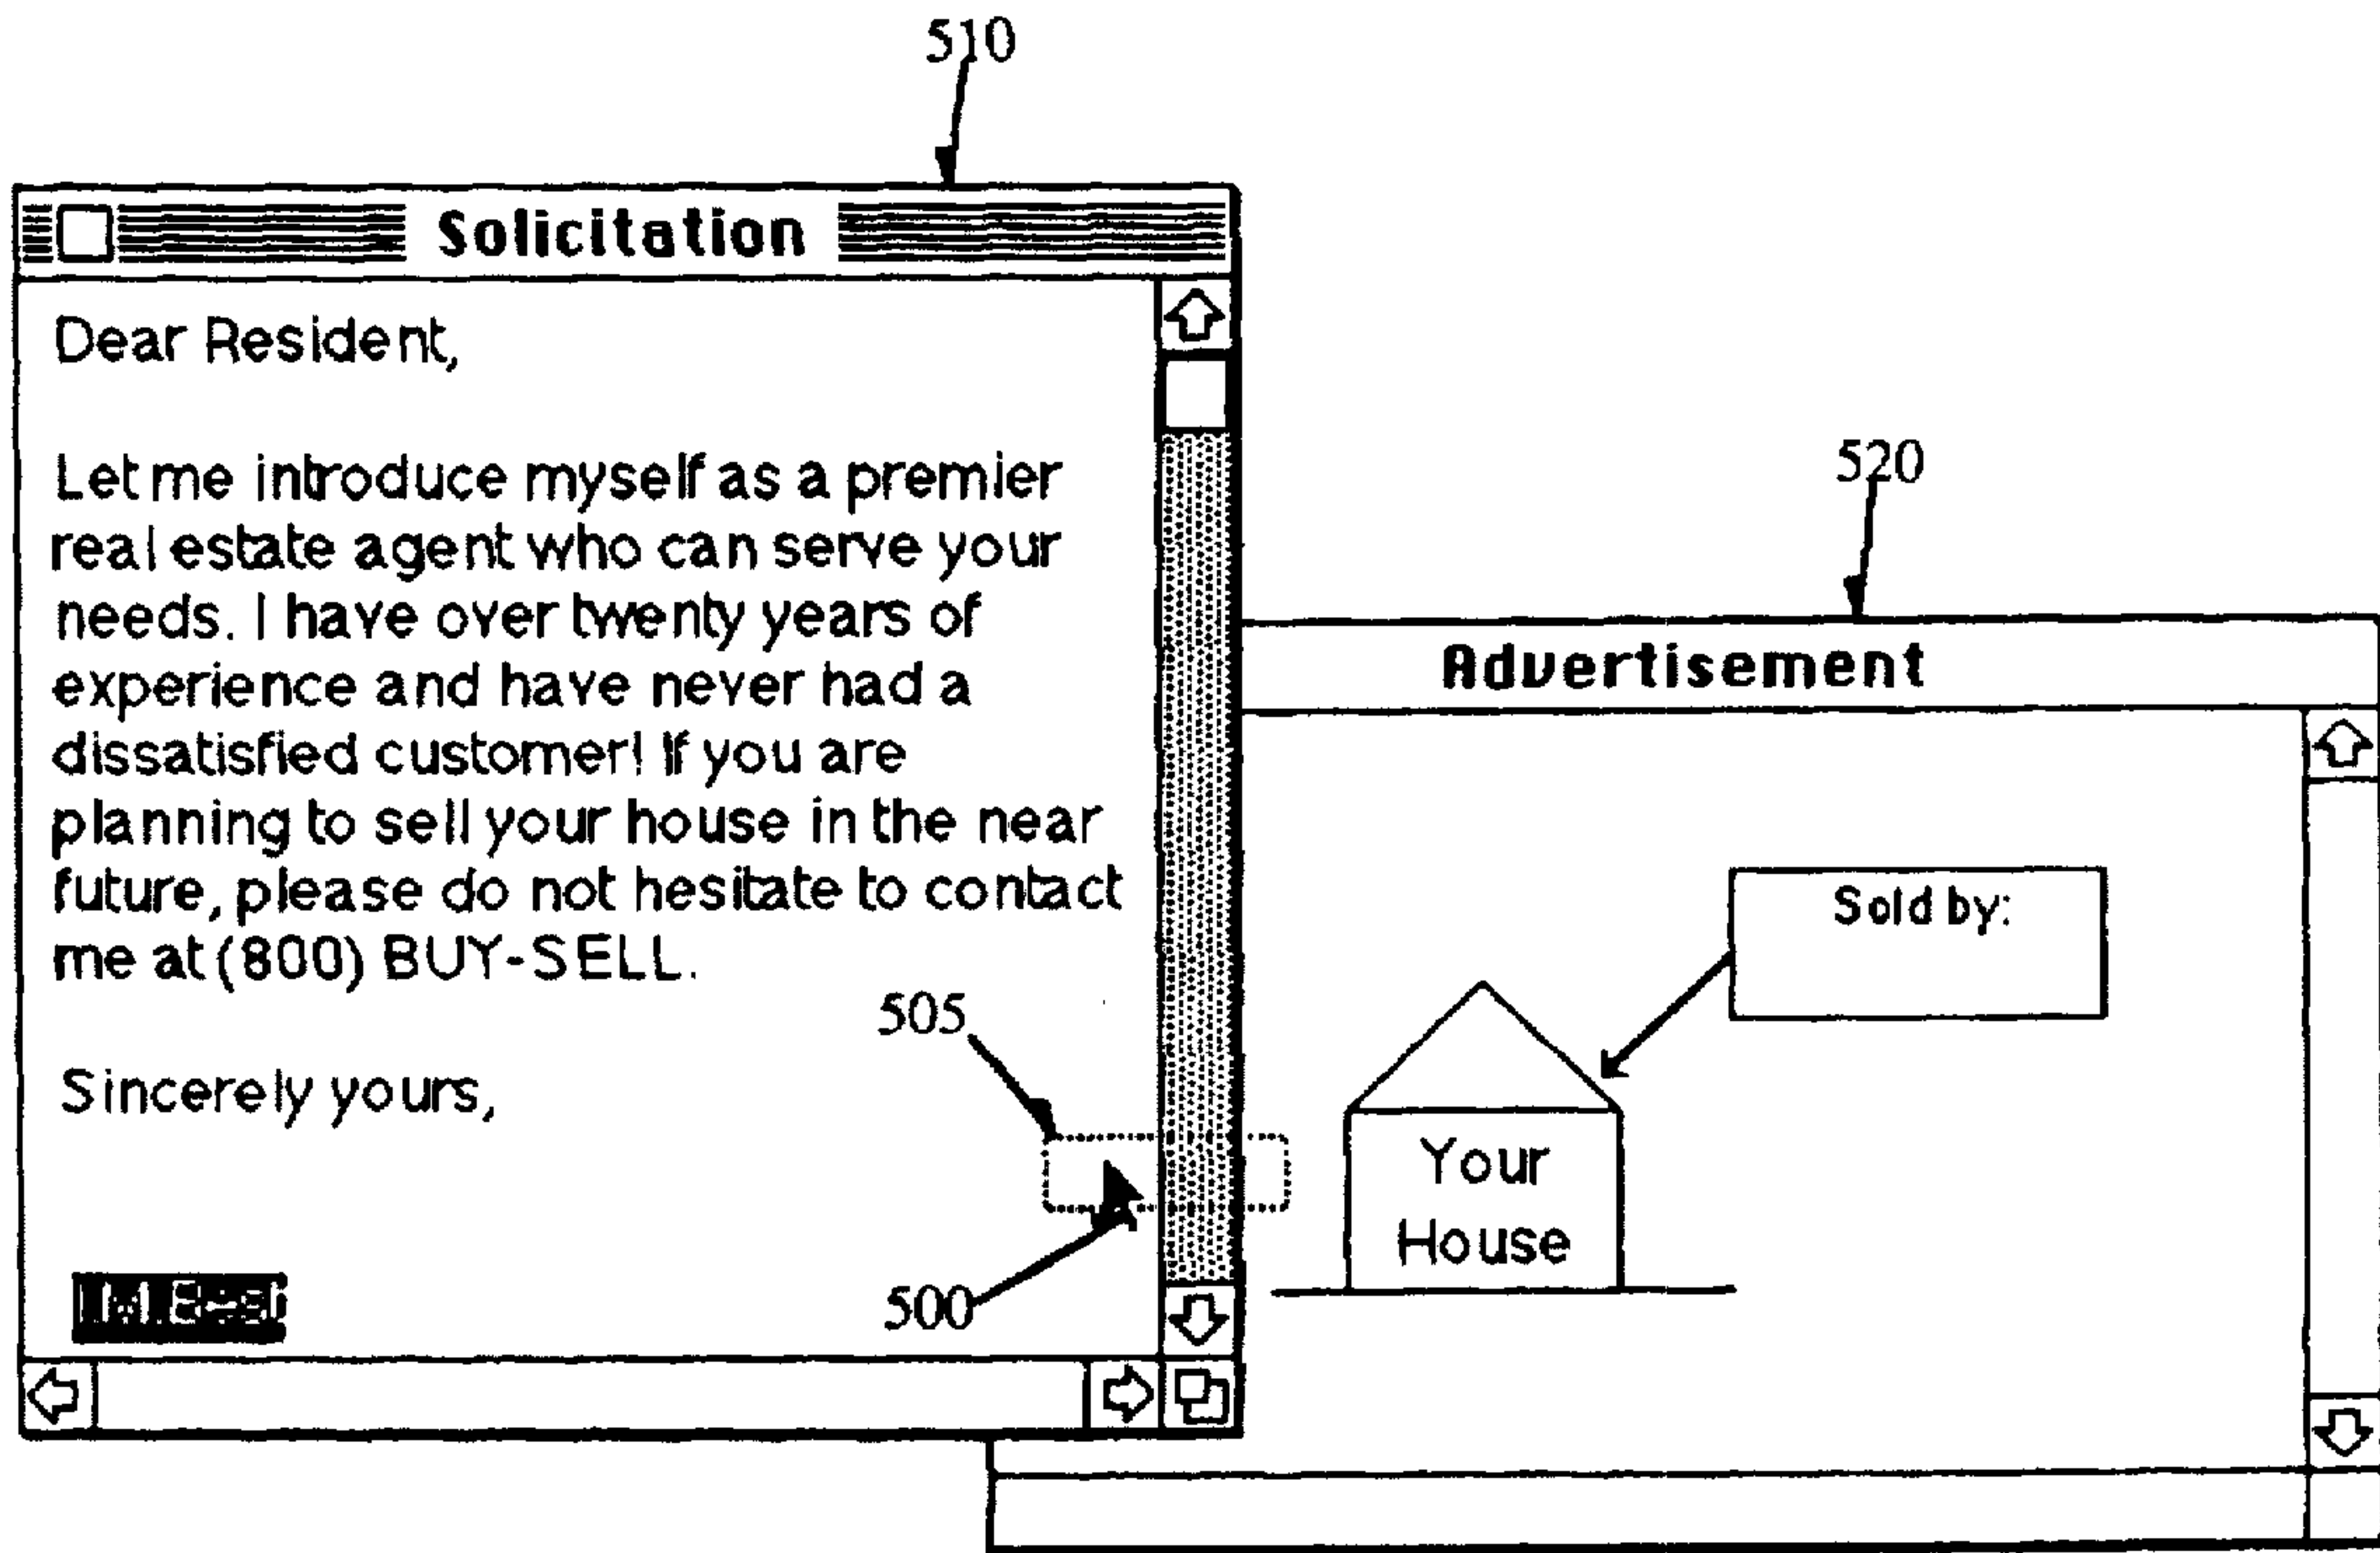 510
Solicitation
Dear Resident,
Let me introduce myself as a premier
real estate agent who can serve your
needs. I have over twenty years of
experience and have never had a
dissatisfied customer! If you are
planning to sell your house in the near
future, please do not hesitate to contact
me at (800) BUY-SELL.
505
Sincerely yours,
500
520
Advertisement
Sold by:
Your
House